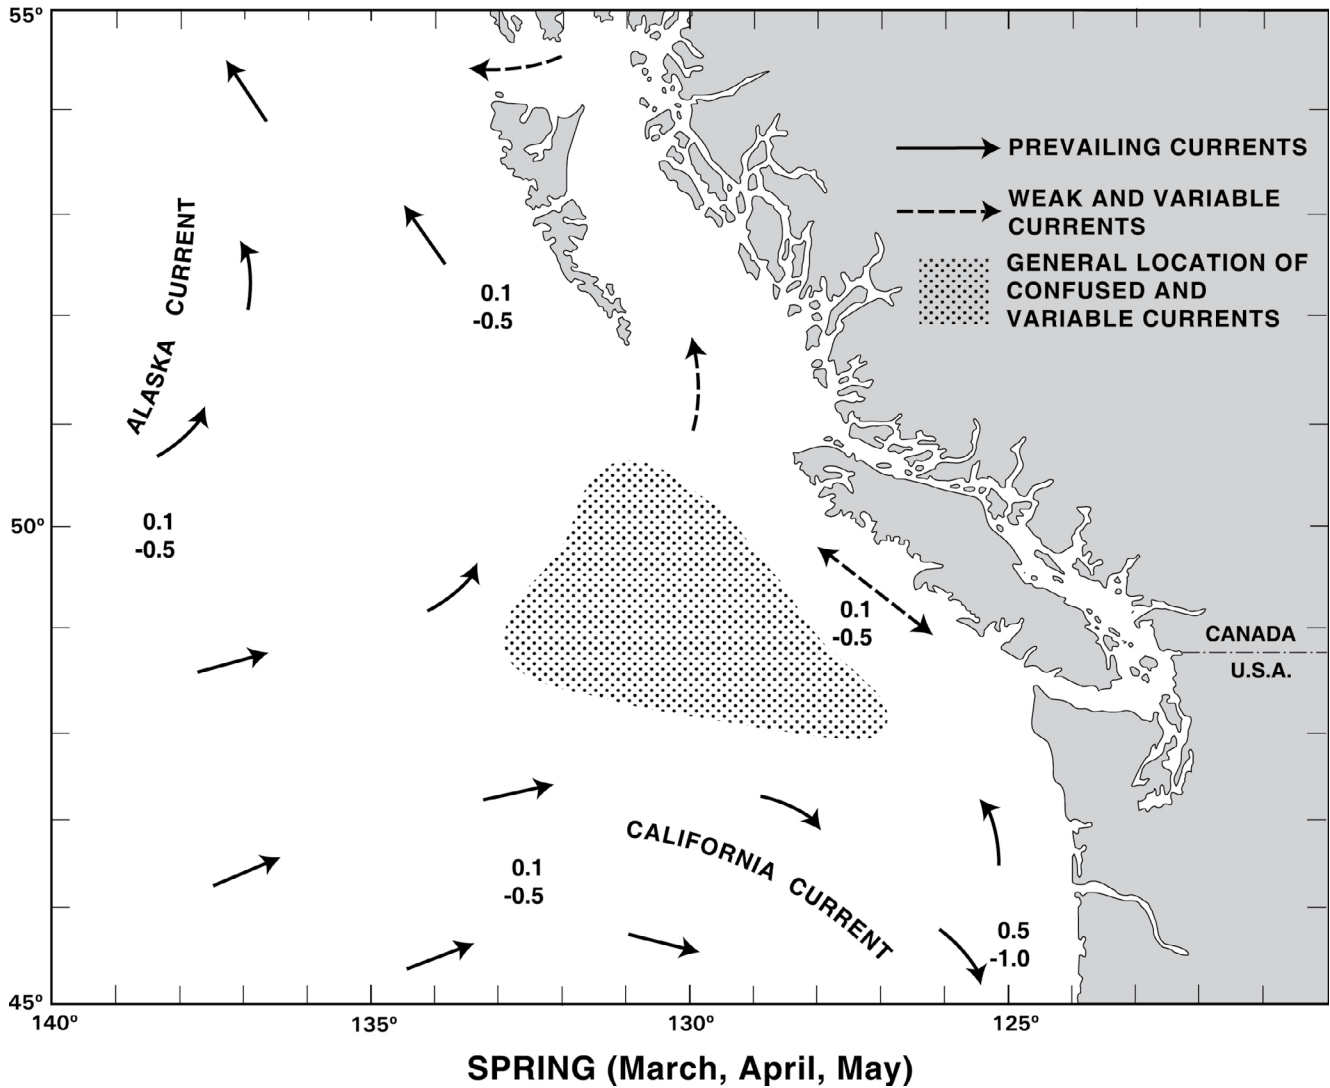 55°
PREVAILING CURRENTS
WEAK AND VARIABLE
CURRENTS
GENERAL LOCATION OF
CONFUSED AND
VARIABLE CURRENTS
ALASKA CURRENT
0.1
-0.5
50°
0.1
-0.5
0.1
-0.5
CANADA
U.S.A.
CALIFORNIA CURRENT
0.1
-0.5
0.5
-1.0
45°
140°
135°
130°
125°
SPRING (March, April, May)